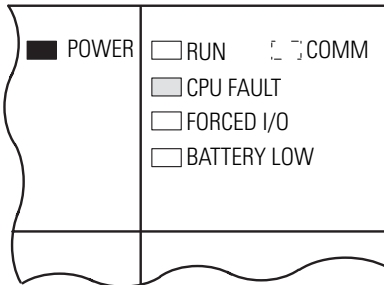 POWER
RUN COMM
CPU FAULT
FORCED I/O
BATTERY LOW